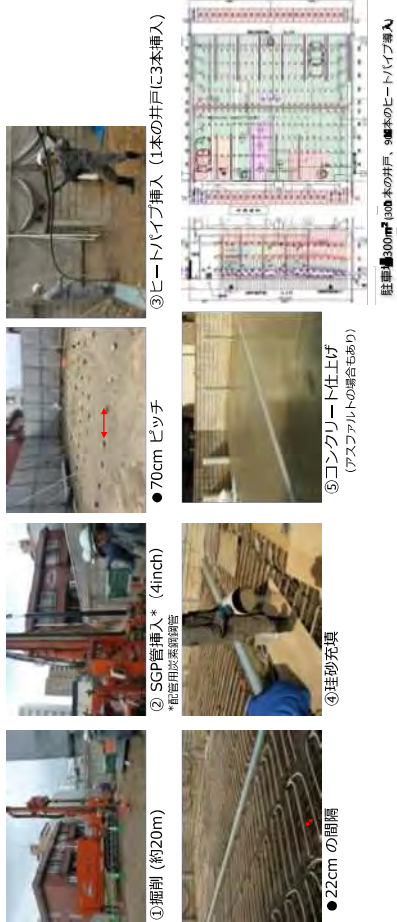 ①掘削 (約20m)
② SGP管挿入*（4inch）
*配管用炭素鋼鋼管
●70cm ピッチ
③ヒートパイプ挿入（1本の井戸に3本挿入）
●22cm の間隔
④珪砂充填
⑤コンクリート仕上げ
（アスファルトの場合もあり）
駐車場300m² (300 本の井戸、900本のヒートパイプ導入)